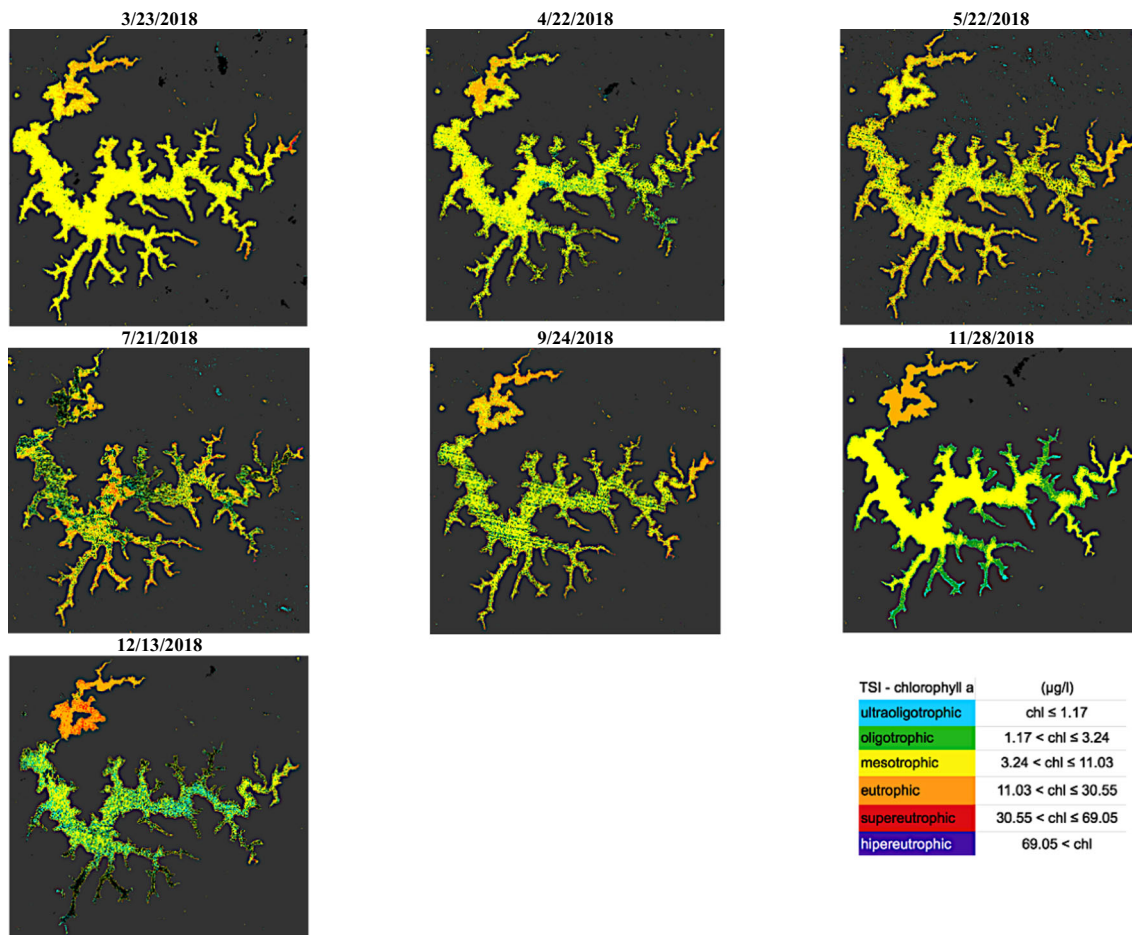 3/23/2018
4/22/2018
5/22/2018
7/21/2018
9/24/2018
11/28/2018
12/13/2018
TSI - chlorophyll a (µg/l)
ultraoligotrophic chl ≤ 1.17
oligotrophic 1.17 < chl ≤ 3.24
mesotrophic 3.24 < chl ≤ 11.03
eutrophic 11.03 < chl ≤ 30.55
supereutrophic 30.55 < chl ≤ 69.05
hipereutrophic 69.05 < chl